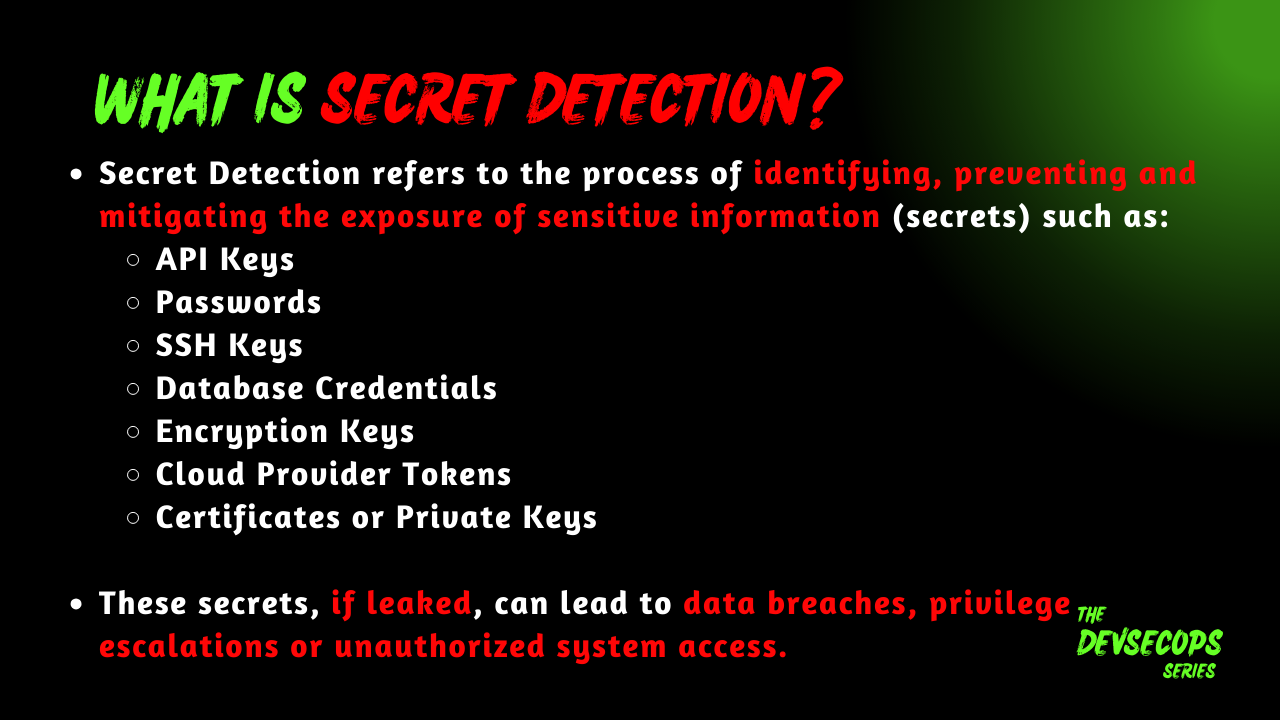 WHAT IS SECRET DETECTION?
• Secret Detection refers to the process of identifying, preventing and
mitigating the exposure of sensitive information (secrets) such as:
○ API Keys
○ Passwords
○ SSH Keys
○ Database Credentials
○ Encryption Keys
○ Cloud Provider Tokens
○ Certificates or Private Keys
• These secrets, if leaked, can lead to data breaches, privilege
escalations or unauthorized system access.
THE
DEVSECOPS
SERIES